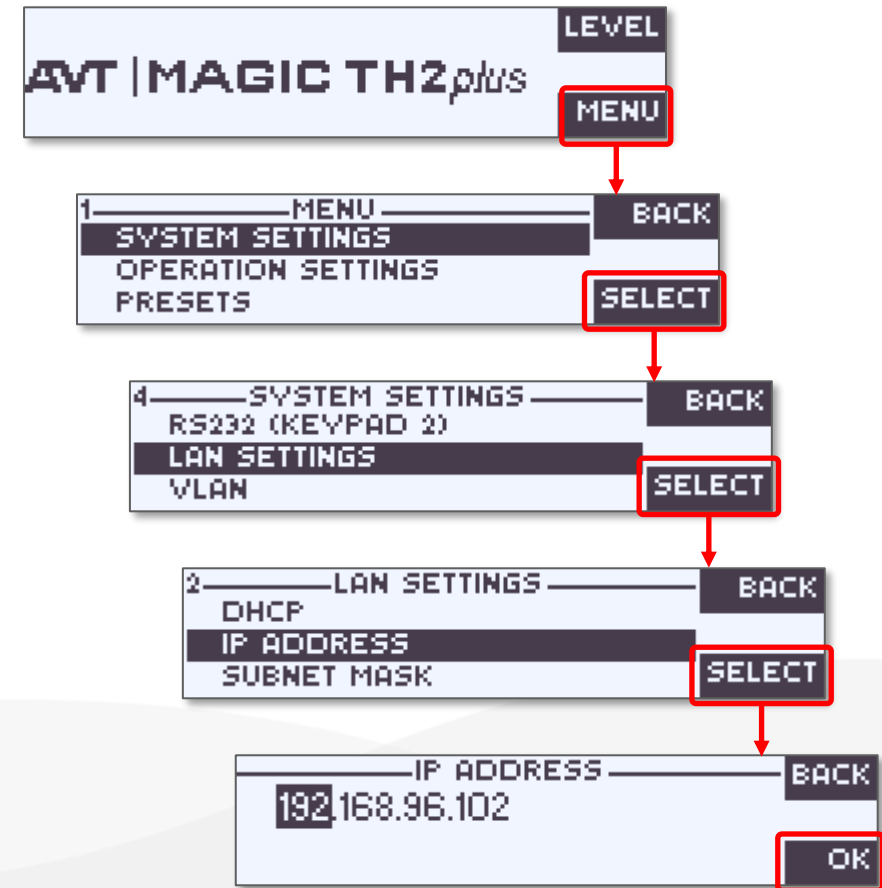 LEVEL
AVT | MAGIC TH2plus
MENU
1 MENU BACK
SYSTEM SETTINGS
OPERATION SETTINGS
PRESETS SELECT
4 SYSTEM SETTINGS BACK
RS232 (KEYPAD 2)
LAN SETTINGS
VLAN SELECT
2 LAN SETTINGS BACK
DHCP
IP ADDRESS
SUBNET MASK SELECT
IP ADDRESS BACK
192.168.96.102
OK